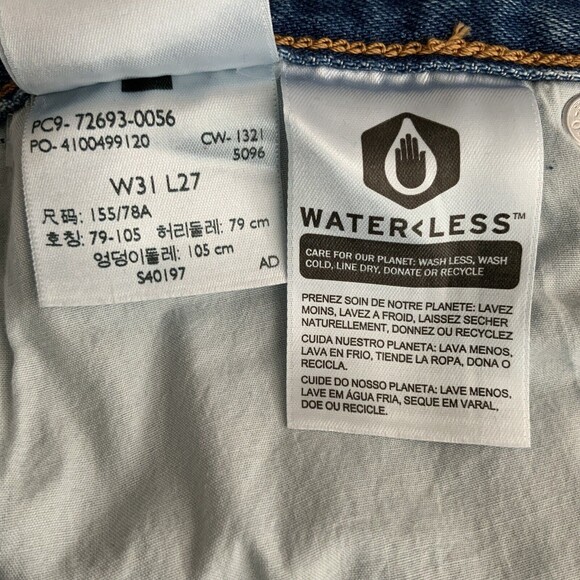 PC9- 72693-0056
PO- 4100499120
CW- 1321
5096
W31 L27
尺码: 155/78A
호칭: 79-105 허리둘레: 79 cm
엉덩이둘레: 105 cm
S40197
AD
WATER<LESS™
CARE FOR OUR PLANET: WASH LESS, WASH
COLD, LINE DRY, DONATE OR RECYCLE
PRENEZ SOIN DE NOTRE PLANETE: LAVEZ
MOINS, LAVEZ A FROID, LAISSEZ SECHER
NATURELLEMENT, DONNEZ OU RECYCLEZ
CUIDA NUESTRO PLANETA: LAVA MENOS,
LAVA EN FRIO, TIENDE LA ROPA, DONA O
RECICLA.
CUIDE DO NOSSO PLANETA: LAVE MENOS,
LAVE EM ÁGUA FRIA, SEQUE EM VARAL,
DOE OU RECICLE.